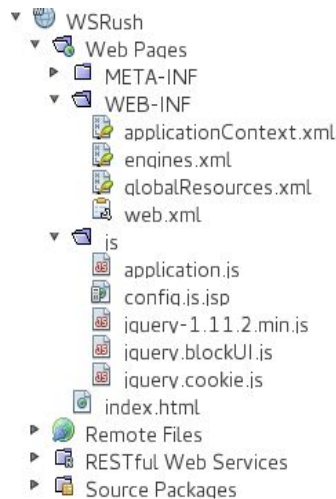 WSRush
Web Pages
META-INF
WEB-INF
applicationContext.xml
engines.xml
globalResources.xml
web.xml
js
application.js
config.js.jsp
jquery-1.11.2.min.js
jquery.blockUI.js
jquery.cookie.js
index.html
Remote Files
RESTful Web Services
Source Packages